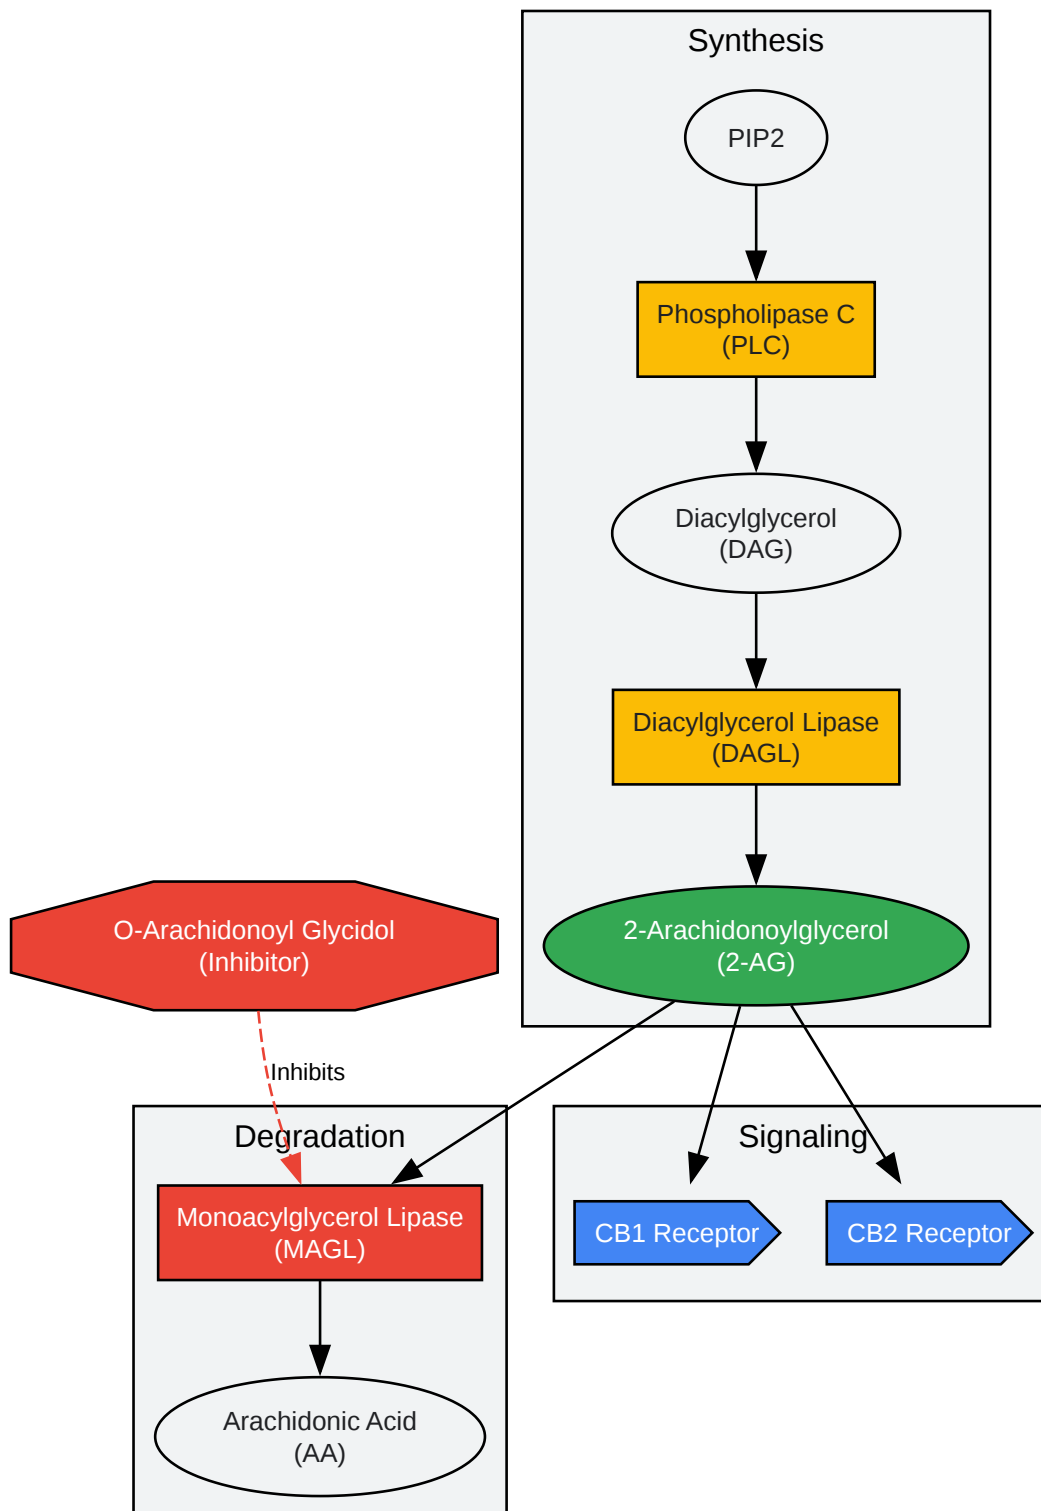 Synthesis
PIP2
Phospholipase C
(PLC)
Diacylglycerol
(DAG)
Diacylglycerol Lipase
(DAGL)
O-Arachidonoyl Glycidol
(Inhibitor)
2-Arachidonoylglycerol
(2-AG)
Inhibits
Degradation
Signaling
Monoacylglycerol Lipase
(MAGL)
CB1 Receptor
CB2 Receptor
Arachidonic Acid
(AA)